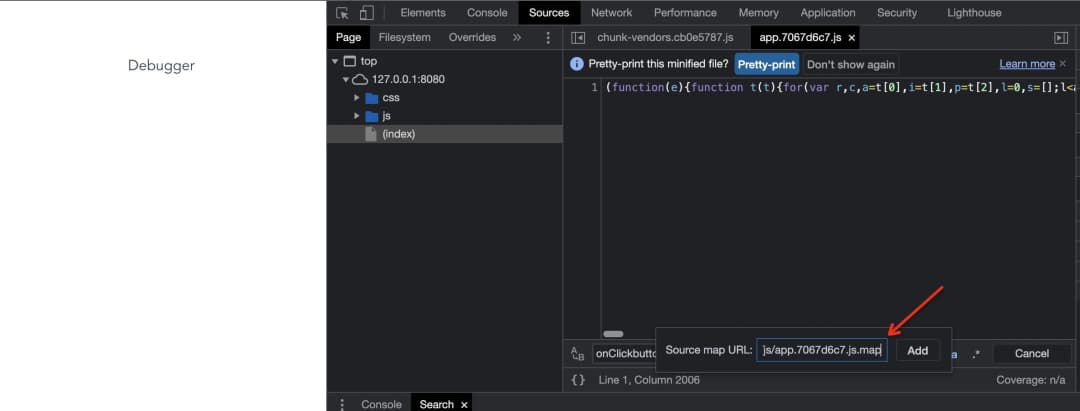 Debugger
Elements Console Sources Network Performance Memory Application Security Lighthouse
Page Filesystem Overrides »
chunk-vendors.cb0e5787.js app.7067d6c7.js ×
top
127.0.0.1:8080
css
js
(index)
Pretty-print this minified file? Pretty-print Don't show again Learn more ×
1 (function(e){function t(t){for(var r,c,a=t[0],i=t[1],p=t[2],l=0,s=[];l<a
Source map URL: js/app.7067d6c7.js.map Add
onClickbutto .* Cancel
{} Line 1, Column 2006 Coverage: n/a
Console Search ×